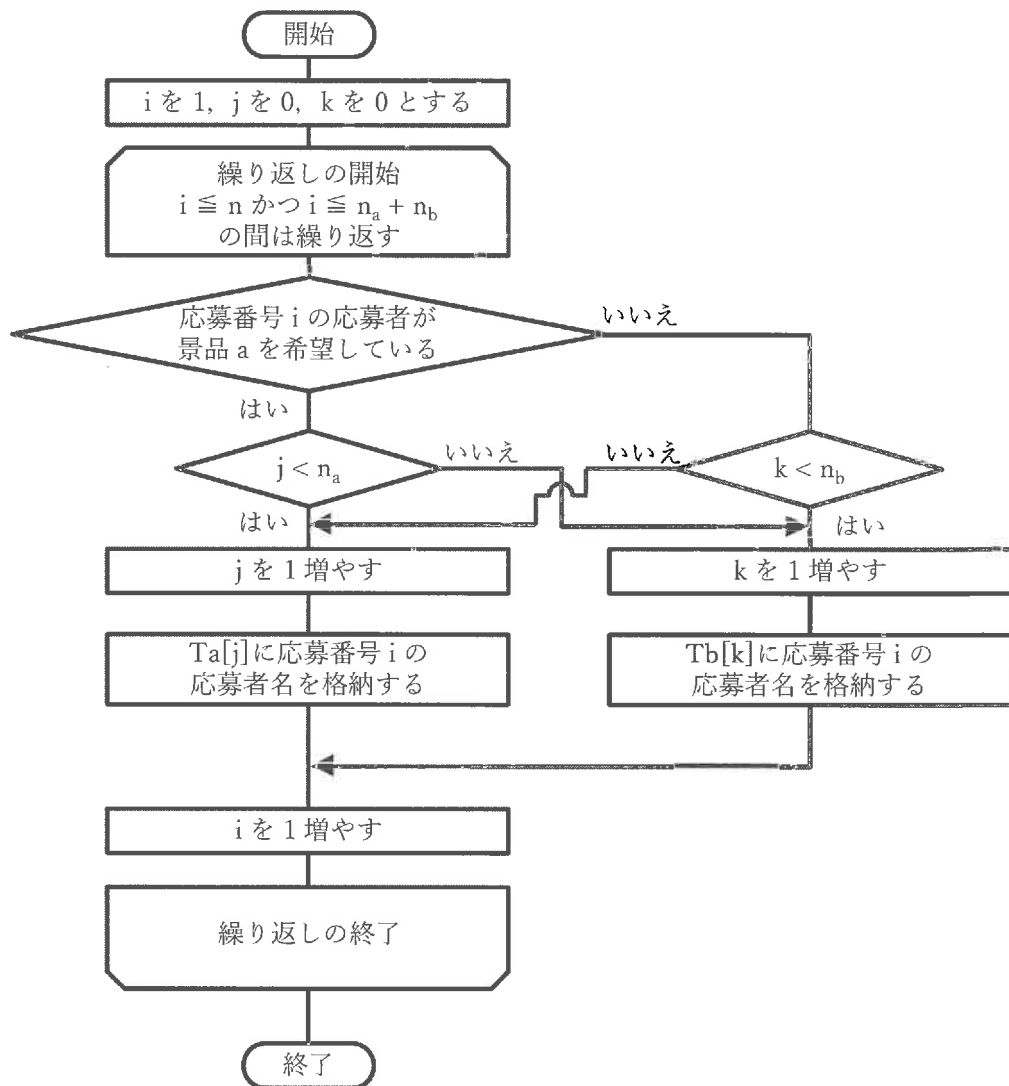 開始
iを1, jを0, kを0とする
繰り返しの開始
i ≦ n かつ i ≦ nₐ + n_b
の間は繰り返す
応募番号 i の応募者が
景品 a を希望している
いいえ
はい
j < nₐ
いいえ
いいえ
k < n_b
はい
はい
j を 1 増やす
k を 1 増やす
Ta[j]に応募番号 i の
応募者名を格納する
Tb[k]に応募番号 i の
応募者名を格納する
i を 1 増やす
繰り返しの終了
終了